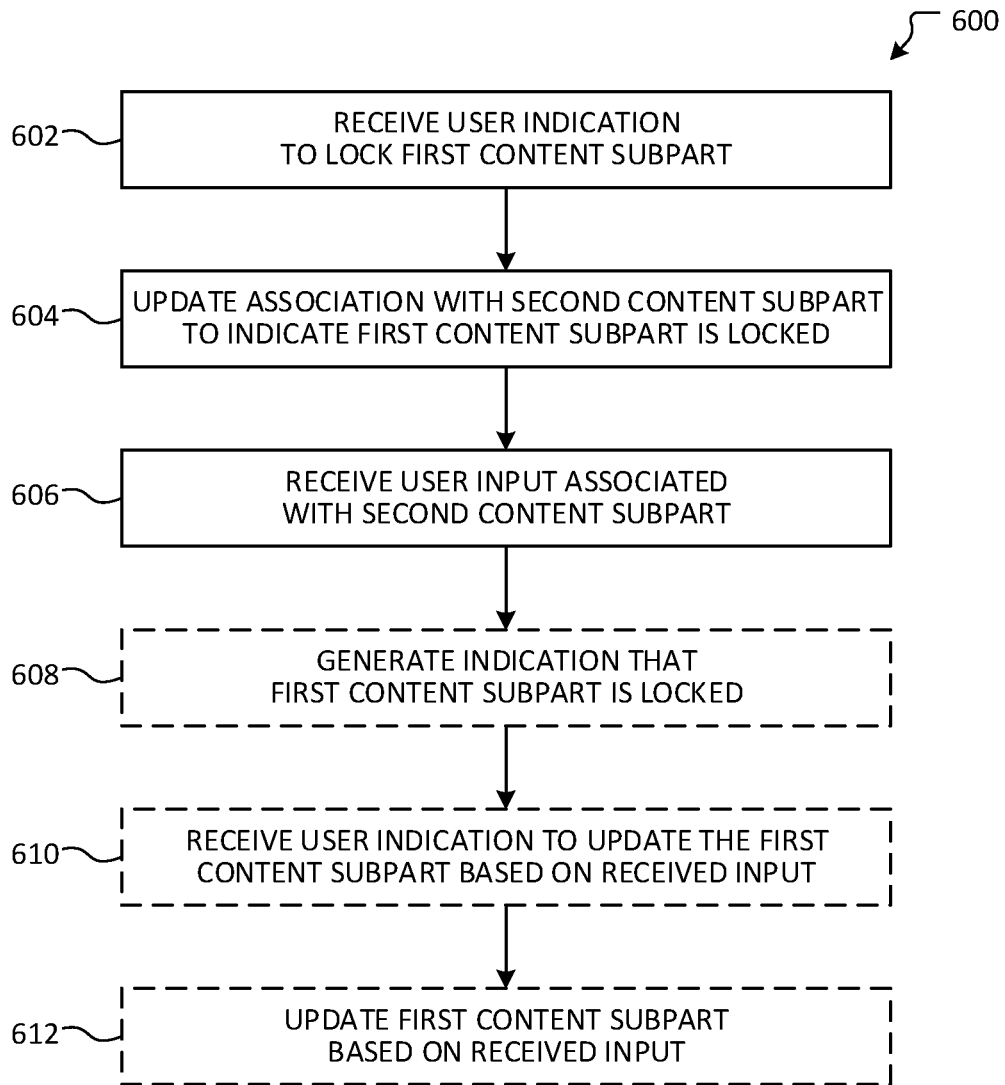 600
602
RECEIVE USER INDICATION
TO LOCK FIRST CONTENT SUBPART
604
UPDATE ASSOCIATION WITH SECOND CONTENT SUBPART
TO INDICATE FIRST CONTENT SUBPART IS LOCKED
606
RECEIVE USER INPUT ASSOCIATED
WITH SECOND CONTENT SUBPART
608
GENERATE INDICATION THAT
FIRST CONTENT SUBPART IS LOCKED
610
RECEIVE USER INDICATION TO UPDATE THE FIRST
CONTENT SUBPART BASED ON RECEIVED INPUT
612
UPDATE FIRST CONTENT SUBPART
BASED ON RECEIVED INPUT